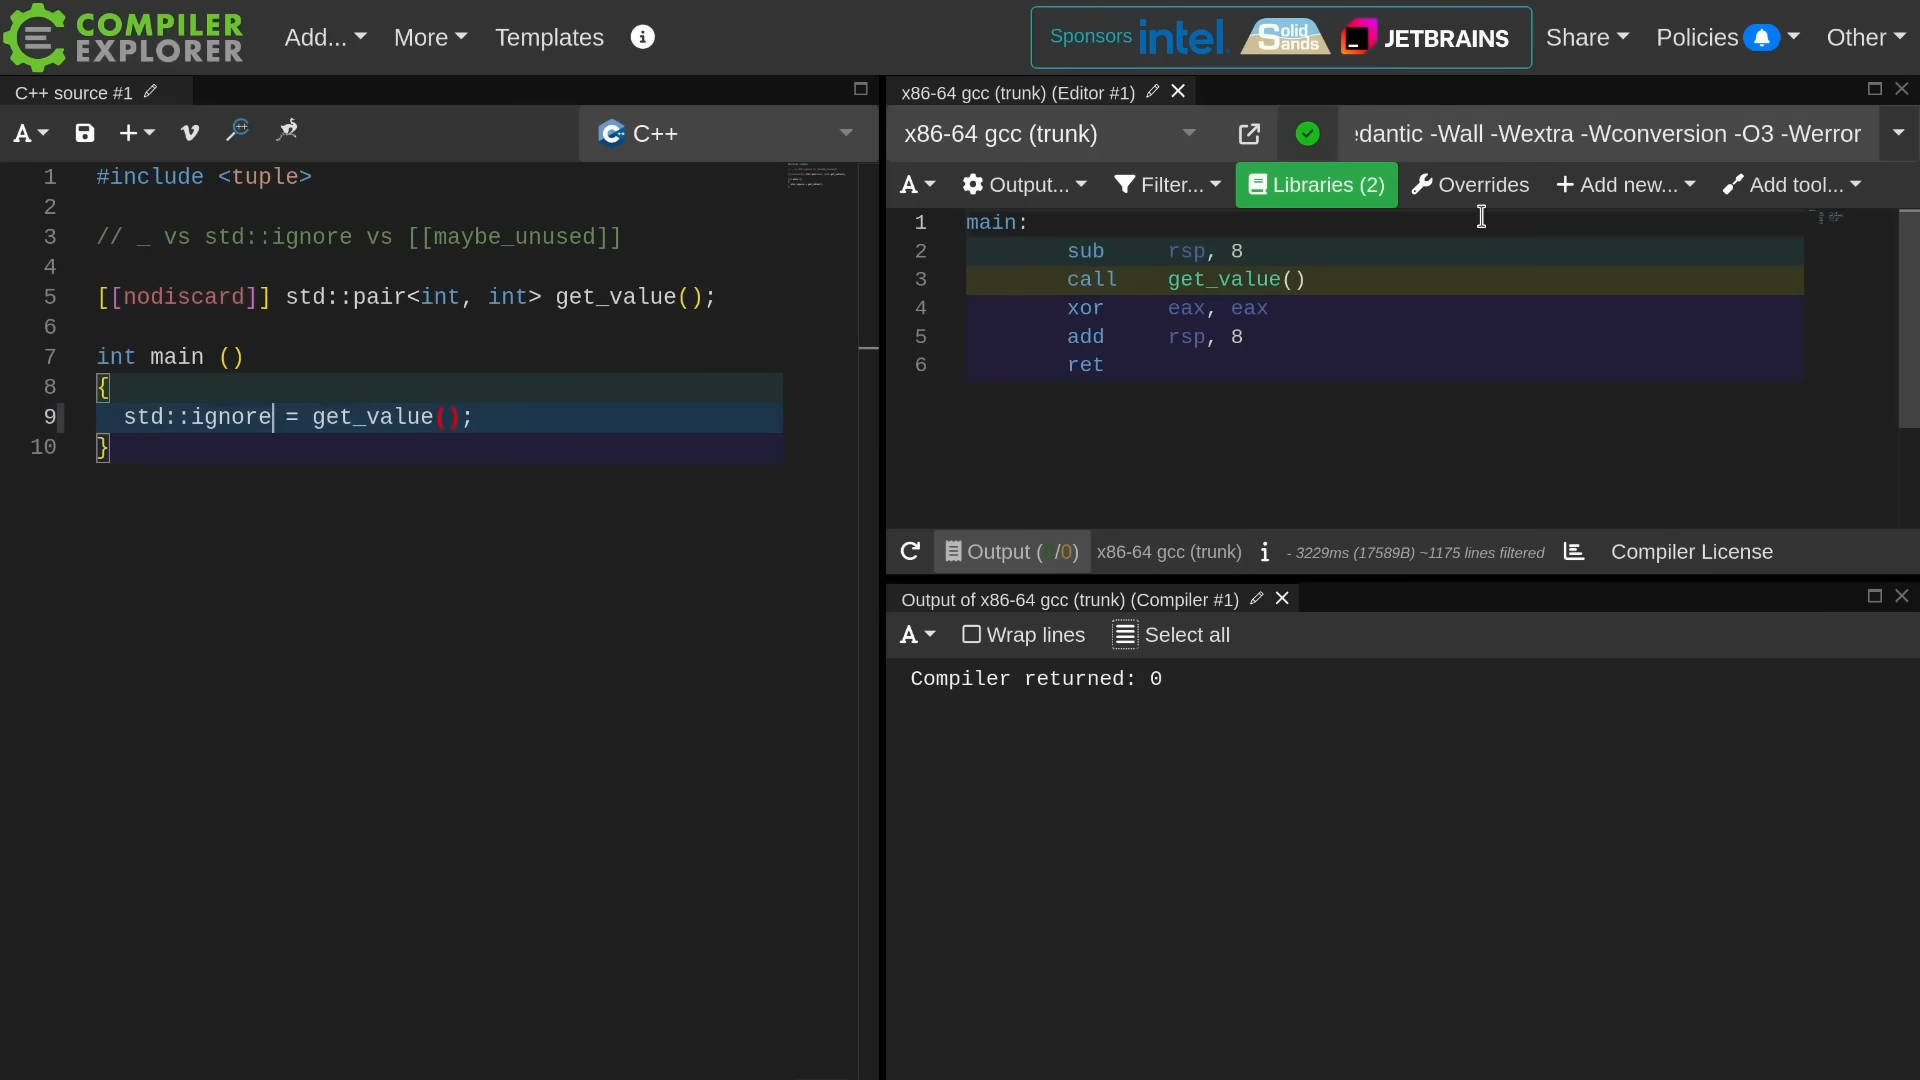 COMPILER EXPLORER
Add... More Templates
Sponsors intel. Solid Sands JETBRAINS
Share Policies Other
C++ source #1
A + C++
1 #include <tuple>
2
3 // _ vs std::ignore vs [[maybe_unused]]
4
5 [[nodiscard]] std::pair<int, int> get_value();
6
7 int main ()
8 {
9 std::ignore = get_value();
10 }
x86-64 gcc (trunk) (Editor #1)
x86-64 gcc (trunk) dantic -Wall -Wextra -Wconversion -O3 -Werror
A Output... Filter... Libraries (2) Overrides + Add new... Add tool...
1 main:
2 sub rsp, 8
3 call get_value()
4 xor eax, eax
5 add rsp, 8
6 ret
Output ( /0) x86-64 gcc (trunk) i - 3229ms (17589B) ~1175 lines filtered Compiler License
Output of x86-64 gcc (trunk) (Compiler #1)
A Wrap lines Select all
Compiler returned: 0